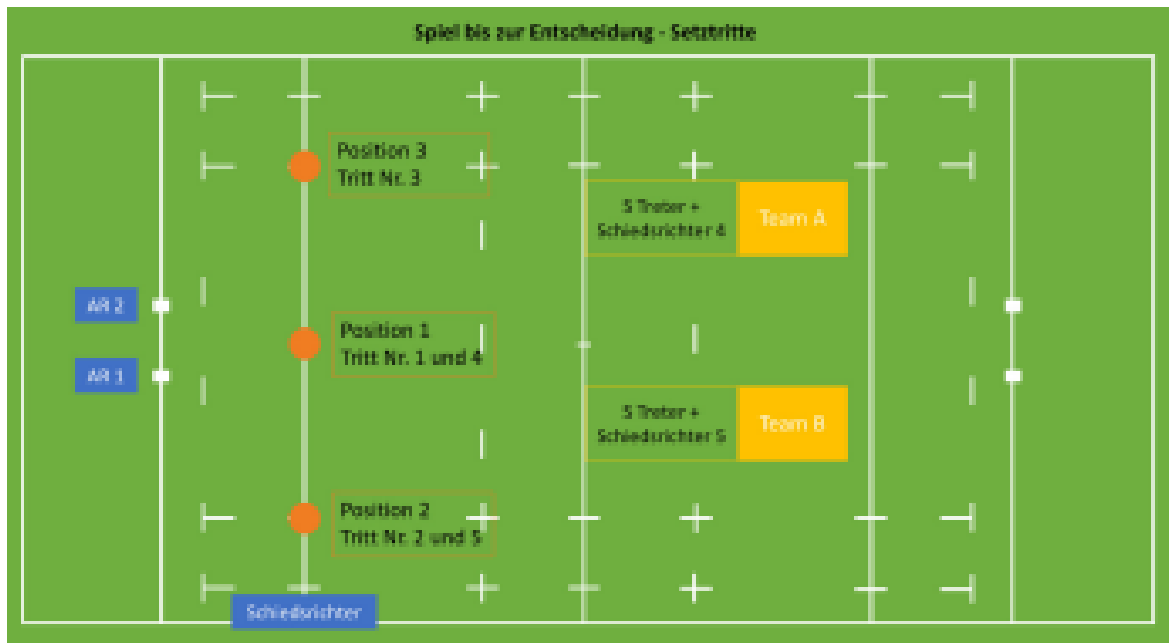 Spiel bis zur Entscheidung - Setztritte
Position 3
Tritt Nr. 3
5 Treter +
Schiedsrichter 4
Team A
AR 2
Position 1
Tritt Nr. 1 und 4
AR 1
5 Treter +
Schiedsrichter 5
Team B
Position 2
Tritt Nr. 2 und 5
Schiedsrichter